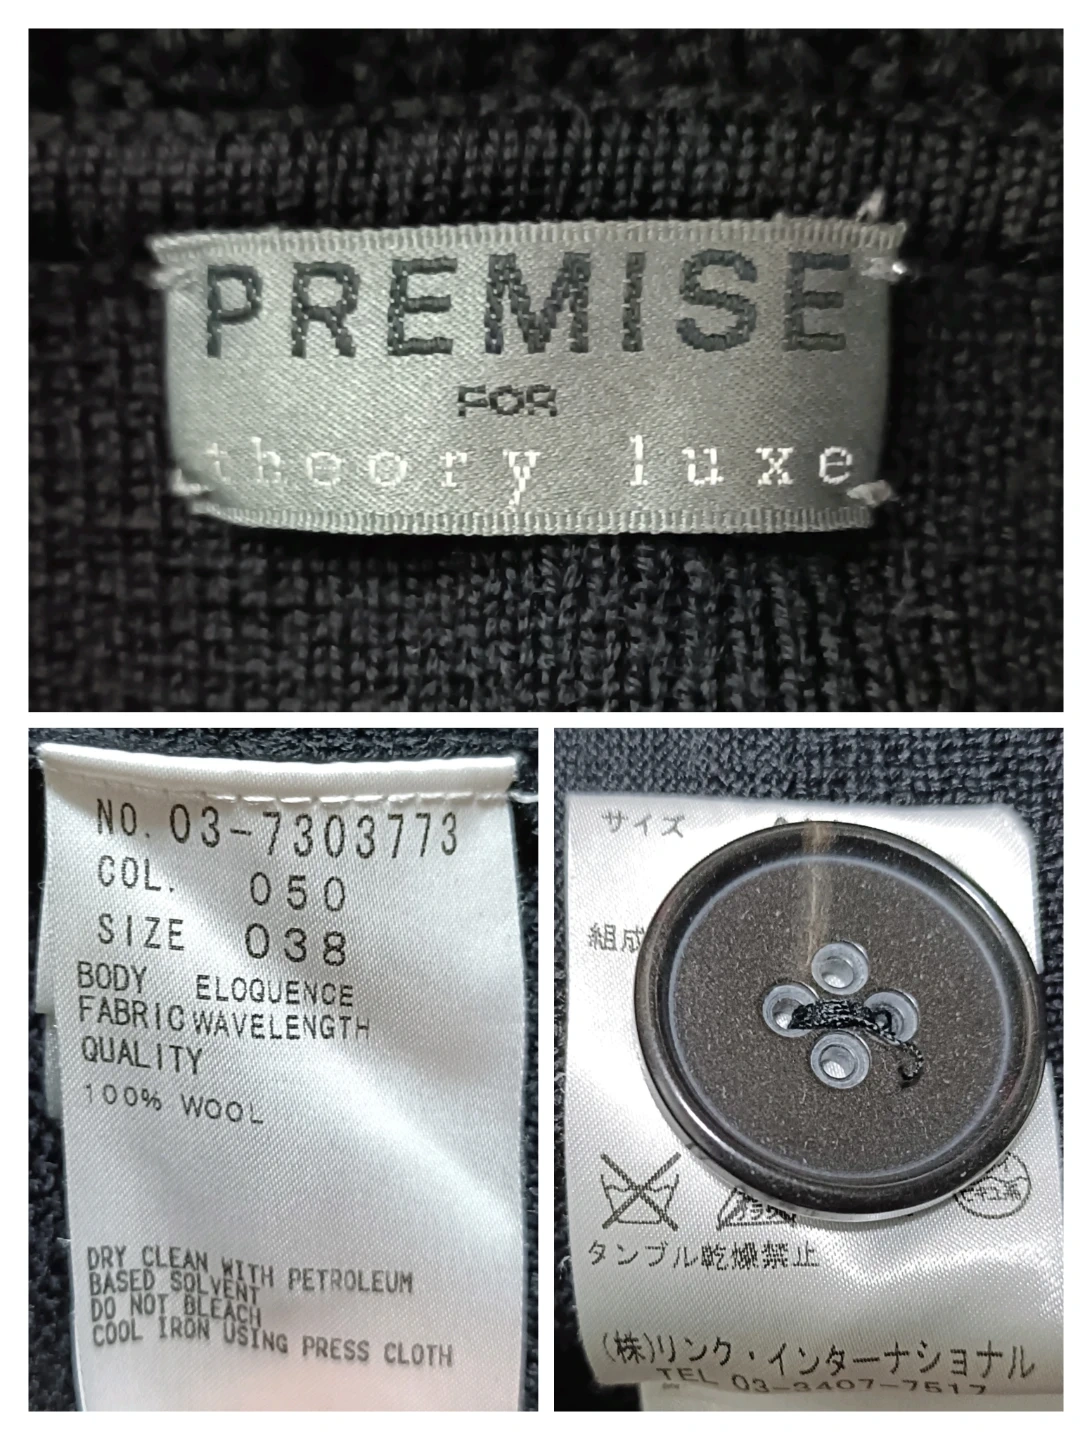 PREMISE
FOR
theory luxe
NO. 03-7303773
COL. 050
SIZE 038
BODY ELOQUENCE
FABRIC WAVELENGTH
QUALITY
100% WOOL
DRY CLEAN WITH PETROLEUM
BASED SOLVENT
DO NOT BLEACH
COOL IRON USING PRESS CLOTH
サイズ
組成
タンブル乾燥禁止
(株)リンク・インターナショナル
TEL 03-3407-7517